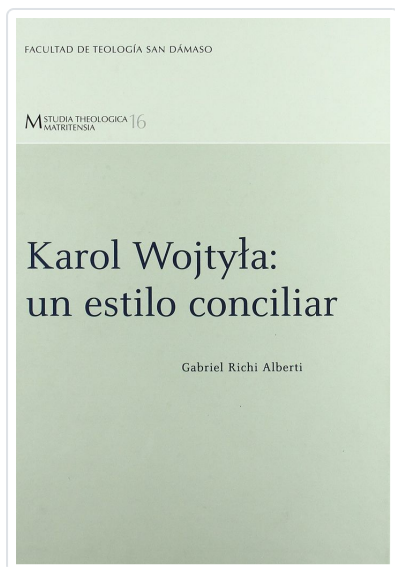 FACULTAD DE TEOLOGÍA SAN DÁMASO
M STUDIA THEOLOGICA 16
MATRITENSIA
Karol Wojtyła:
un estilo conciliar
Gabriel Richi Alberti